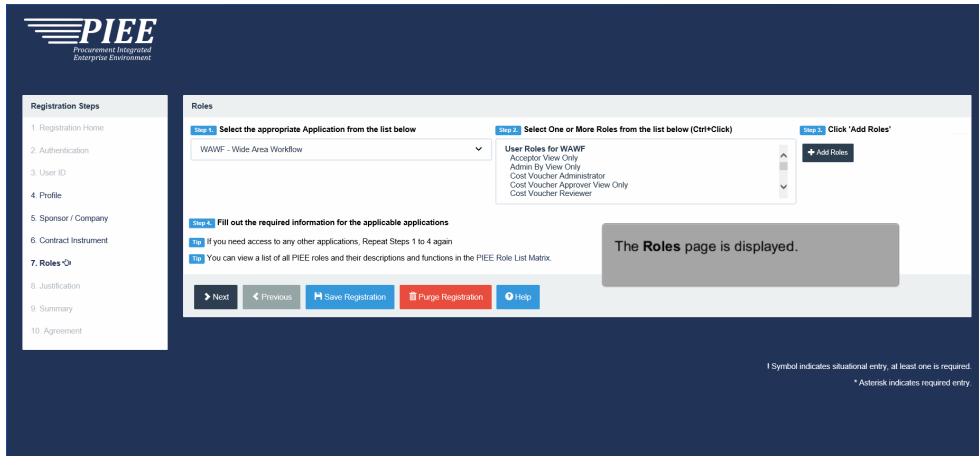 PIEE
Procurement Integrated
Enterprise Environment
Registration Steps
1. Registration Home
2. Authentication
3. User ID
4. Profile
5. Sponsor / Company
6. Contract Instrument
7. Roles
8. Justification
9. Summary
10. Agreement
Roles
Step 1. Select the appropriate Application from the list below
WAWF - Wide Area Workflow
Step 2. Select One or More Roles from the list below (Ctrl+Click)
User Roles for WAWF
Acceptor View Only
Admin By View Only
Cost Voucher Administrator
Cost Voucher Approver View Only
Cost Voucher Reviewer
Step 3. Click 'Add Roles'
Add Roles
Step 4. Fill out the required information for the applicable applications
Tip If you need access to any other applications, Repeat Steps 1 to 4 again
Tip You can view a list of all PIEE roles and their descriptions and functions in the PIEE Role List Matrix.
The Roles page is displayed.
Next
Previous
Save Registration
Purge Registration
Help
! Symbol indicates situational entry, at least one is required.
* Asterisk indicates required entry.